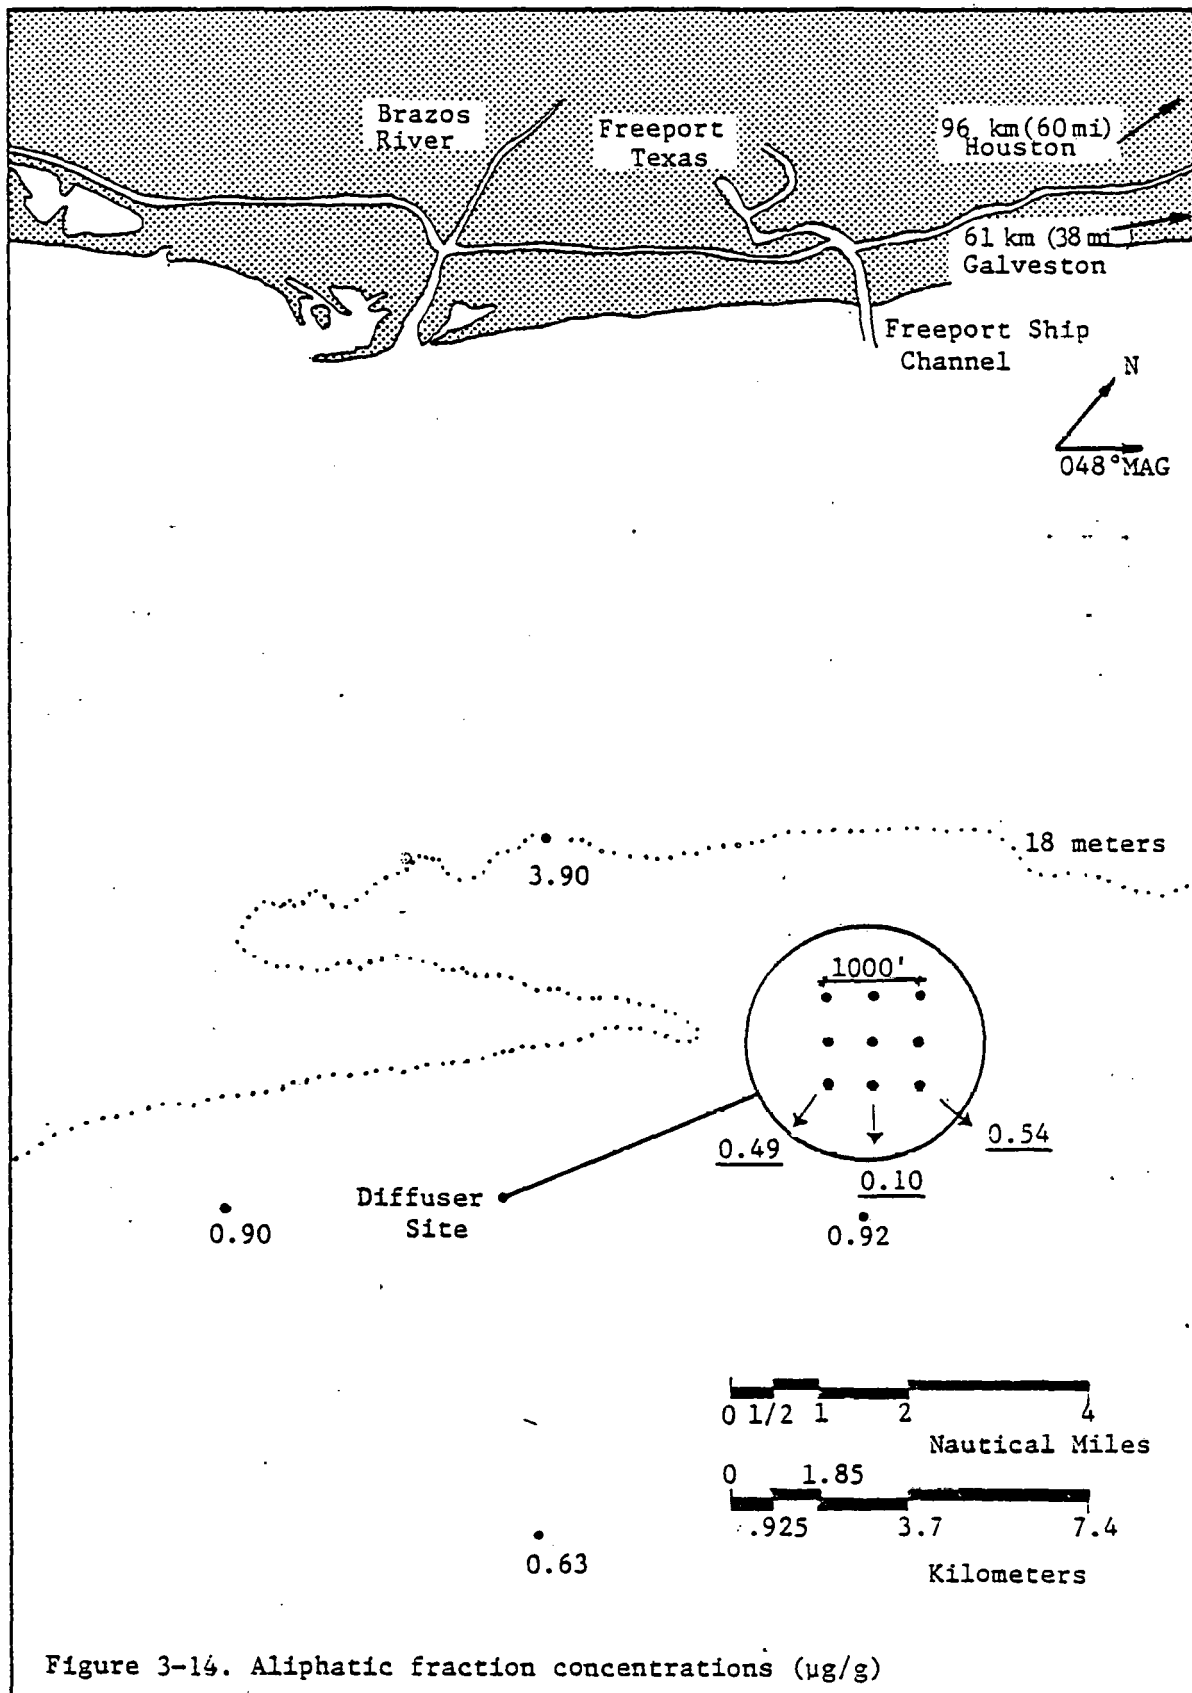 Brazos
River
Freeport
Texas
96 km(60mi)
Houston
61 km (38 mi
Galveston
Freeport Ship
Channel
N
048°MAG
18 meters
3.90
1000'
0.49
0.10
0.54
Diffuser
Site
0.90
0.92
0 1/2 1 2 4
Nautical Miles
0 1.85
.925 3.7 7.4
Kilometers
0.63
Figure 3-14. Aliphatic fraction concentrations (µg/g)